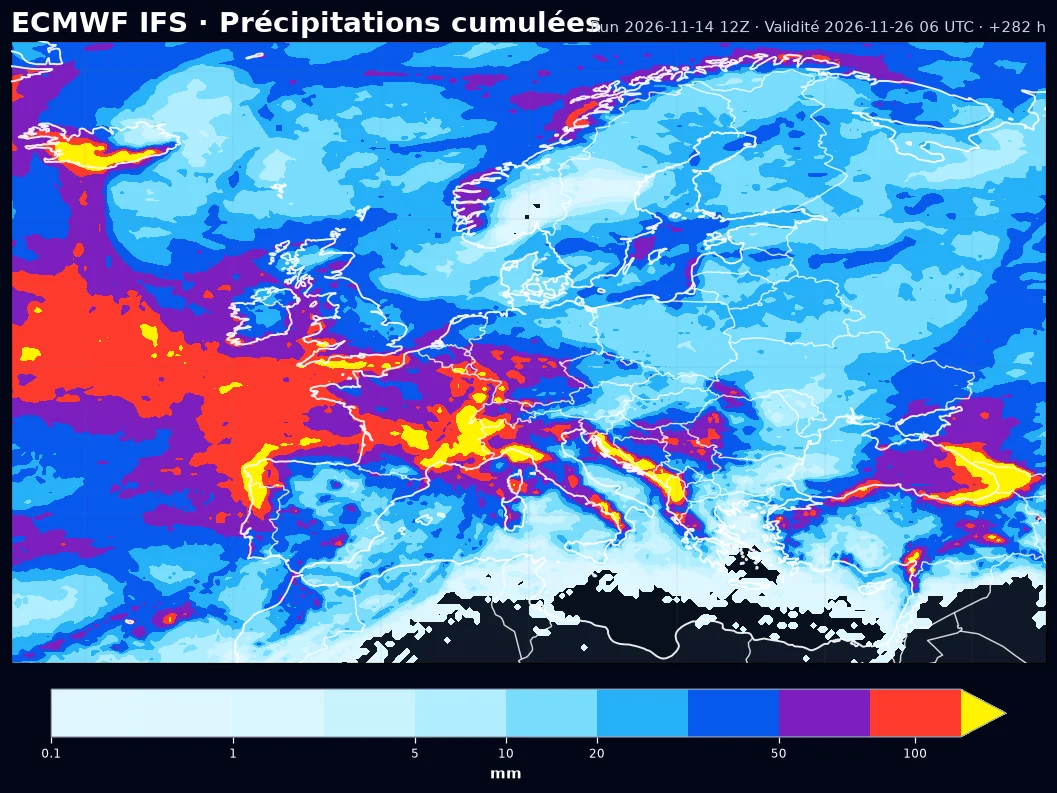 ECMWF IFS · Précipitations cumulées
Run 2026-11-14 12Z · Validité 2026-11-26 06 UTC · +282 h
0.1 1 5 10 20 50 100
mm